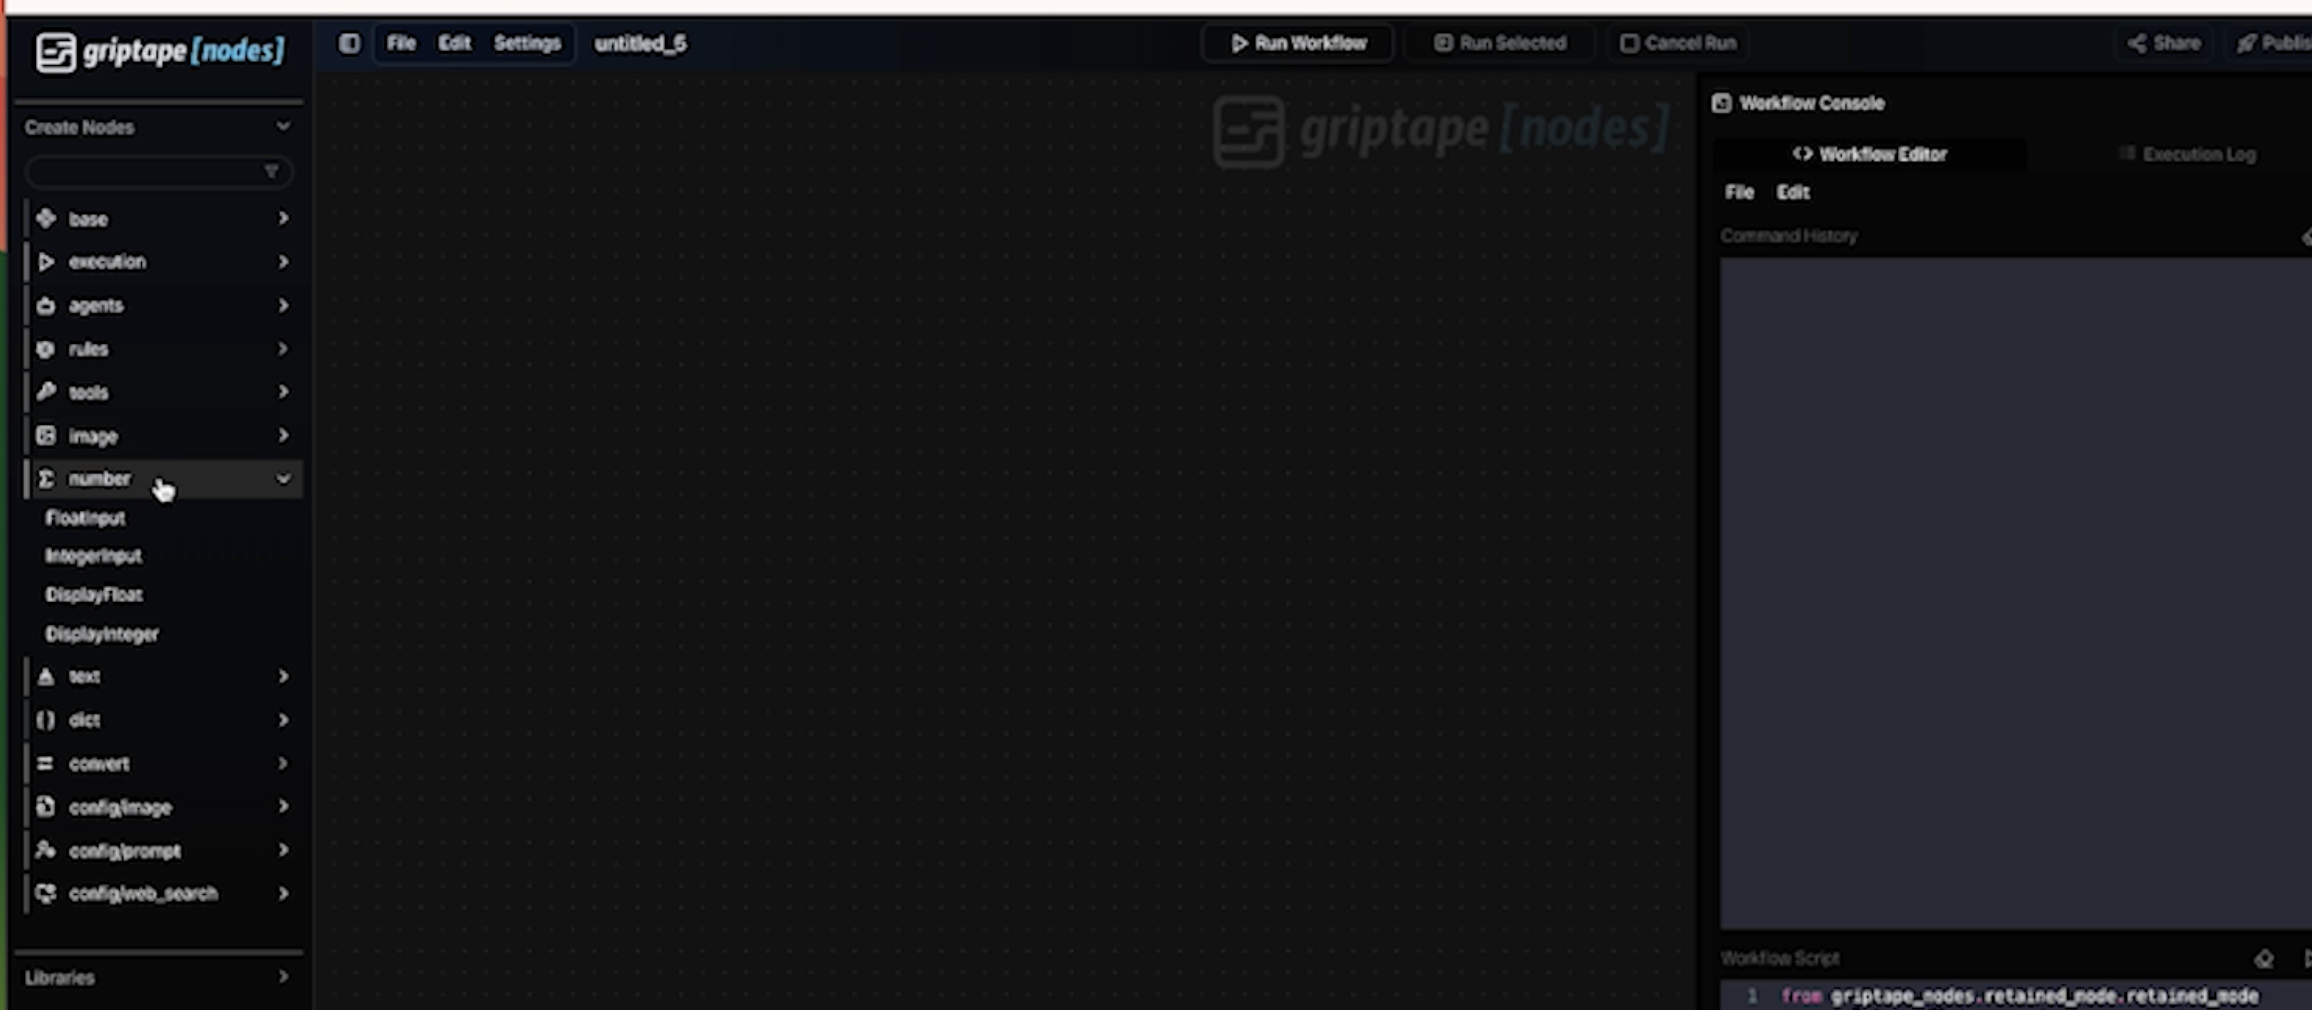 griptape [nodes]
File Edit Settings untitled_5
Run Workflow Run Selected Cancel Run
Share
Create Nodes
base
execution
agents
rules
tools
image
number
FloatInput
IntegerInput
DisplayFloat
DisplayInteger
text
dict
convert
config/image
config/prompt
config/web_search
Libraries
griptape [nodes]
Workflow Console
Workflow Editor Execution Log
File Edit
Command History
Workflow Script
1 from griptape_nodes.retained_mode.retained_mode